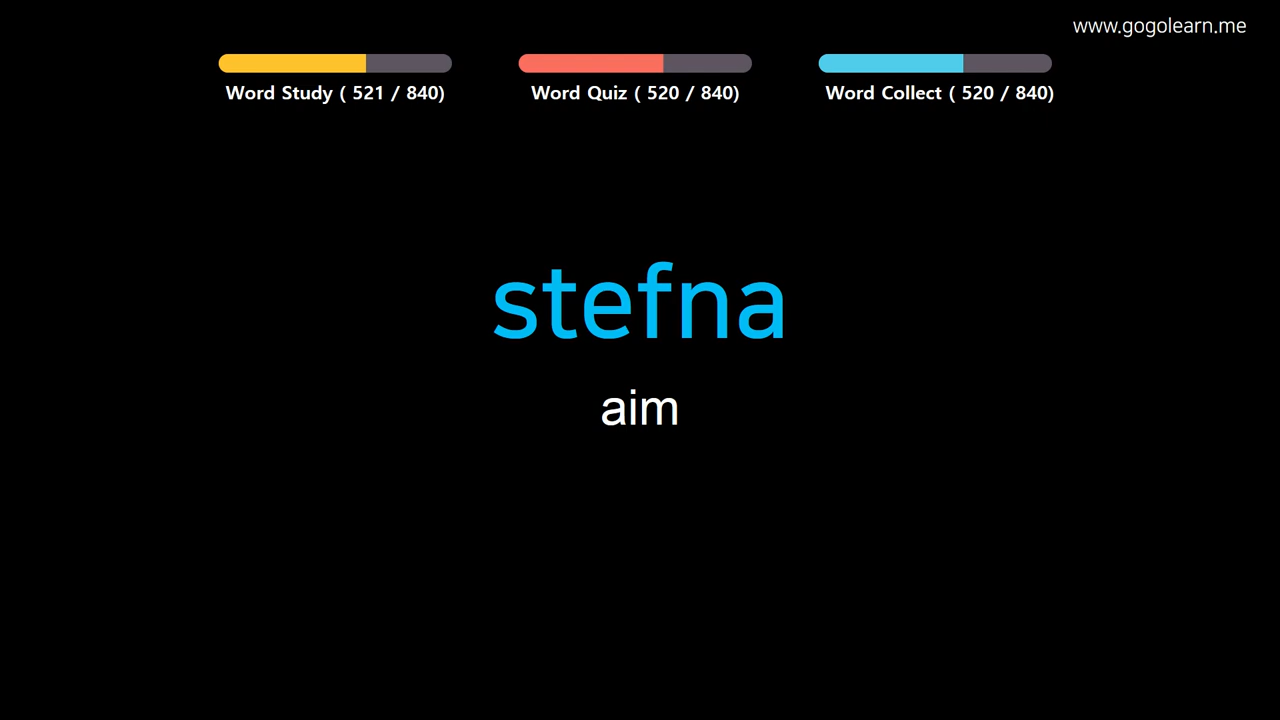 www.gogolearn.me
Word Study ( 521 / 840)
Word Quiz ( 520 / 840)
Word Collect ( 520 / 840)
stefna
aim